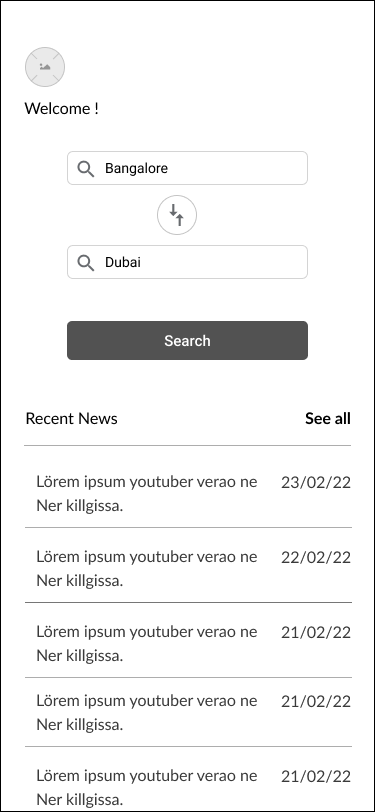 Welcome !
Bangalore
Dubai
Search
Recent News See all
Lörem ipsum youtuber verao ne 23/02/22
Ner killgissa.
Lörem ipsum youtuber verao ne 22/02/22
Ner killgissa.
Lörem ipsum youtuber verao ne 21/02/22
Ner killgissa.
Lörem ipsum youtuber verao ne 21/02/22
Ner killgissa.
Lörem ipsum youtuber verao ne 21/02/22
Ner killgissa.